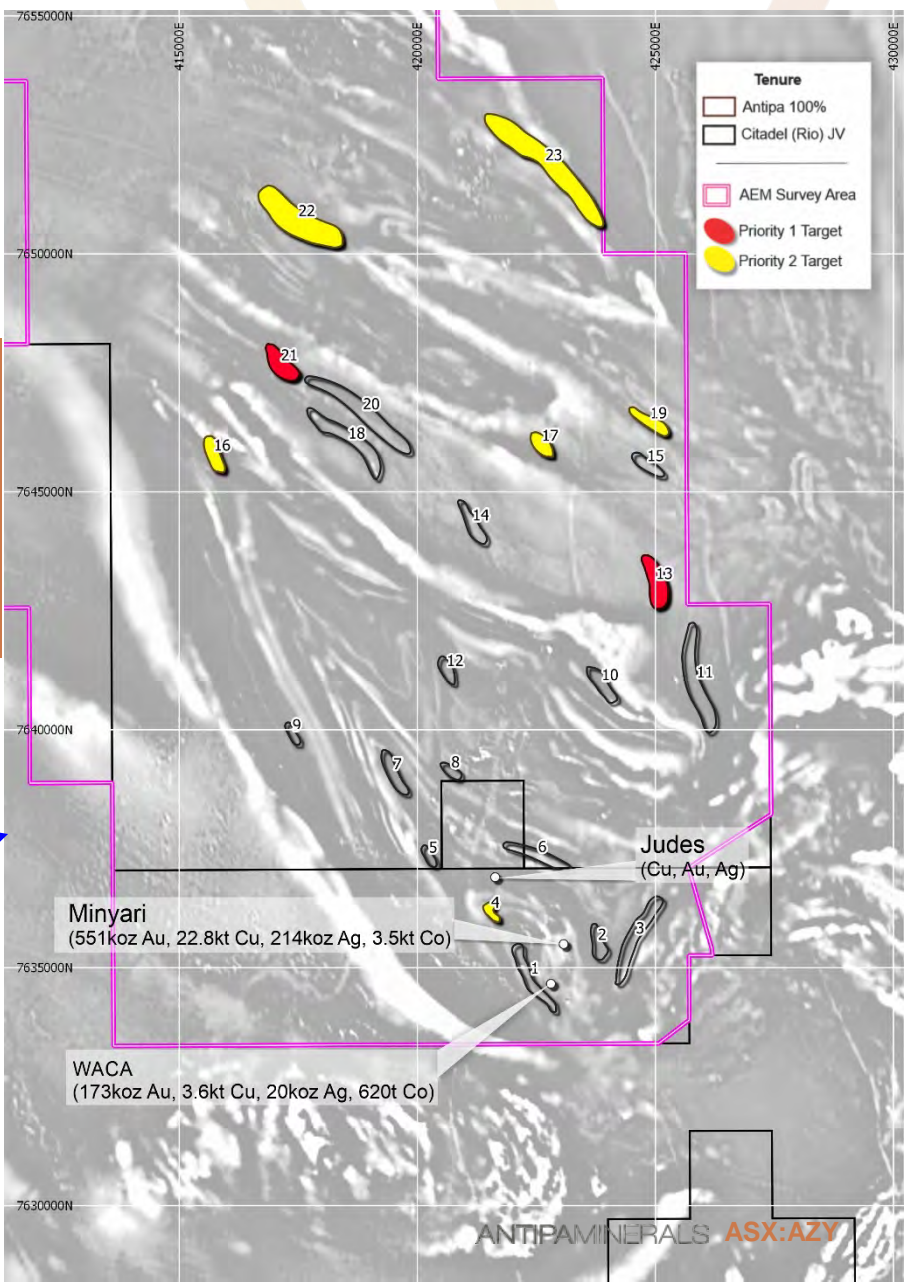 7655000N
415000E
420000E
425000E
430000E
Tenure
Antipa 100%
Citadel (Rio) JV
AEM Survey Area
Priority 1 Target
Priority 2 Target
23
22
7650000N
21
20
19
18
17
16
15
7645000N
14
13
12
11
10
9
7640000N
8
7
6
5
Judes
(Cu, Au, Ag)
4
Minyari
(551koz Au, 22.8kt Cu, 214koz Ag, 3.5kt Co)
2
3
7635000N
1
WACA
(173koz Au, 3.6kt Cu, 20koz Ag, 620t Co)
7630000N
ANTIPAMINERALS ASX:AZY